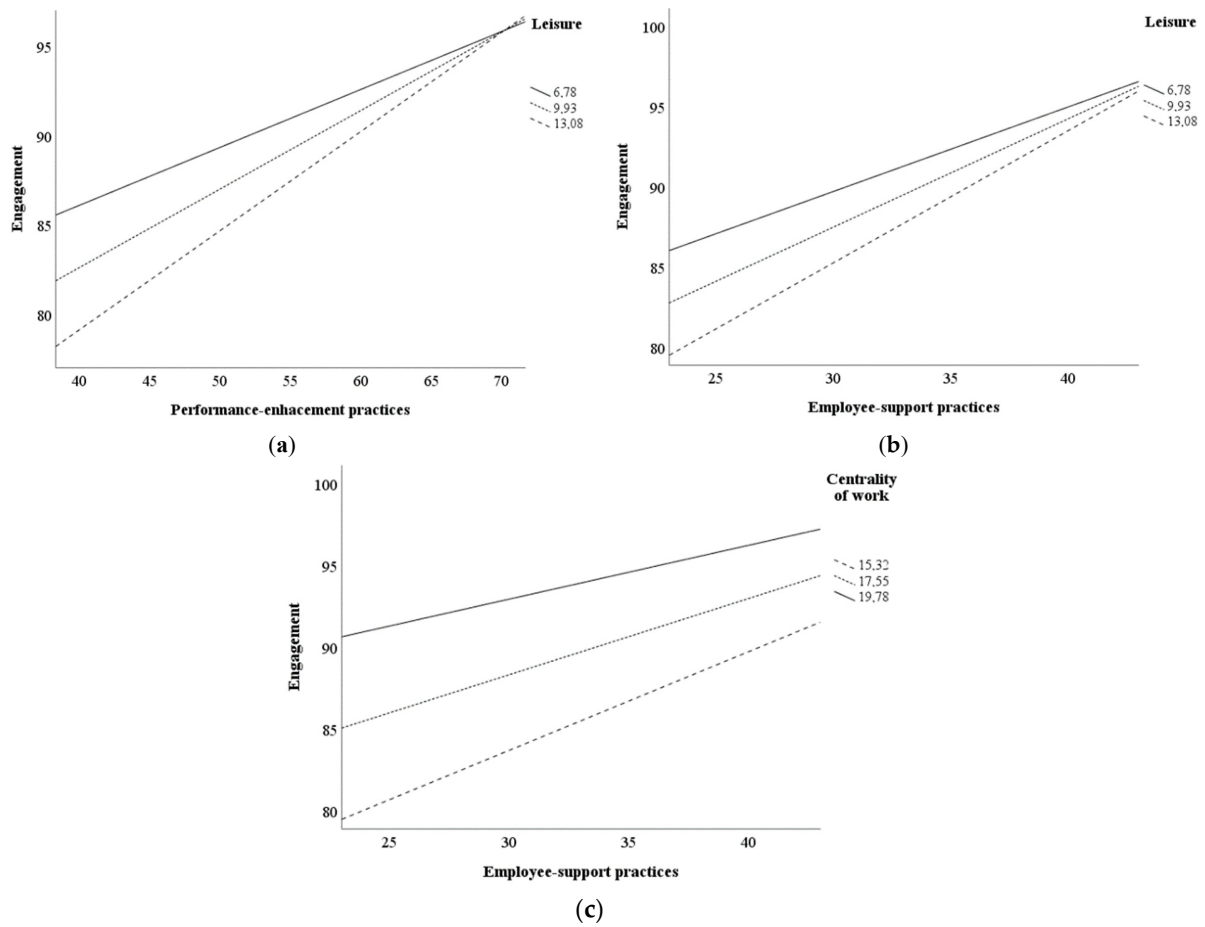 Leisure
6,78
9,93
13,08
95
90
85
80
Engagement
40 45 50 55 60 65 70
Performance-enhacement practices
(a)
Leisure
6,78
9,93
13,08
100
95
90
85
80
Engagement
25 30 35 40
Employee-support practices
(b)
Centrality
of work
15,32
17,55
19,78
100
95
90
85
80
Engagement
25 30 35 40
Employee-support practices
(c)